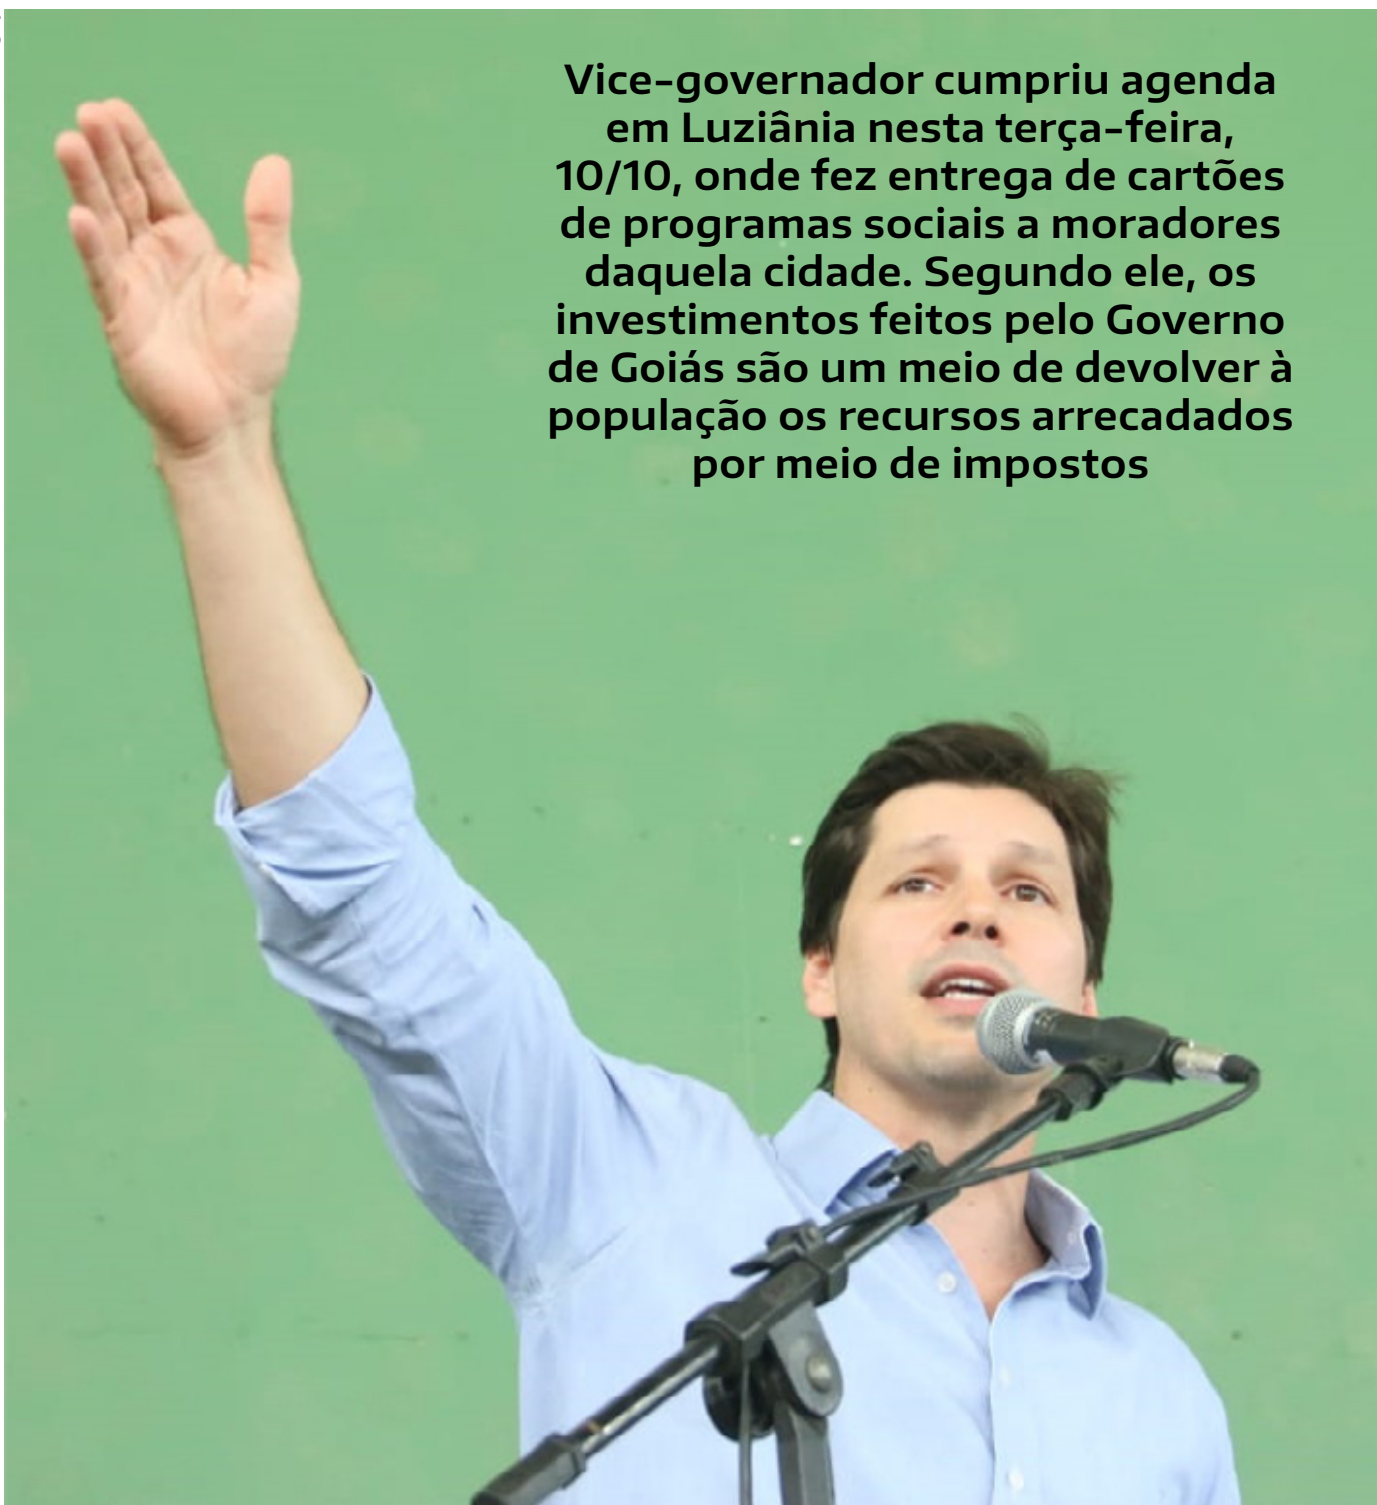 Vice-governador cumpriu agenda
em Luziânia nesta terça-feira,
10/10, onde fez entrega de cartões
de programas sociais a moradores
daquela cidade. Segundo ele, os
investimentos feitos pelo Governo
de Goiás são um meio de devolver à
população os recursos arrecadados
por meio de impostos